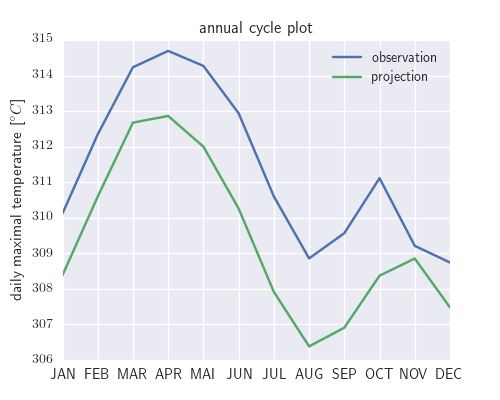 annual cycle plot
daily maximal temperature [°C]
315
314
313
312
311
310
309
308
307
306
observation
projection
JAN FEB MAR APR MAI JUN JUL AUG SEP OCT NOV DEC